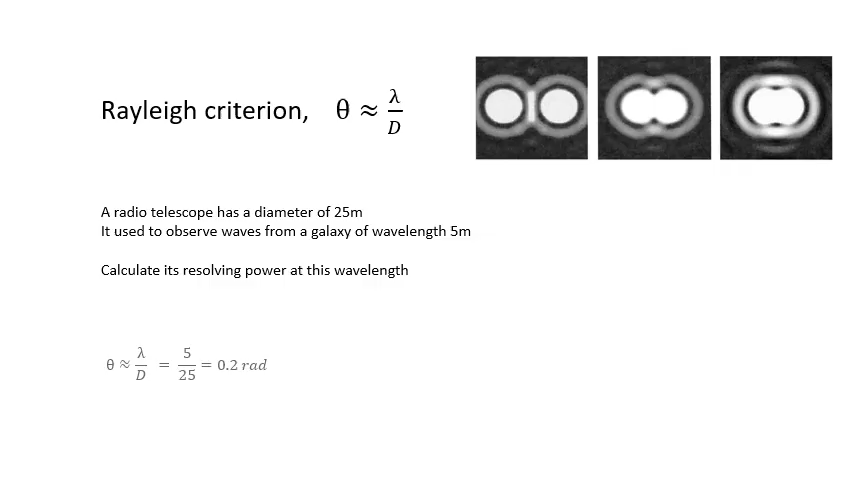 Rayleigh criterion, θ ≈ λ/D
A radio telescope has a diameter of 25m
It used to observe waves from a galaxy of wavelength 5m
Calculate its resolving power at this wavelength
θ ≈ λ/D = 5/25 = 0.2 rad